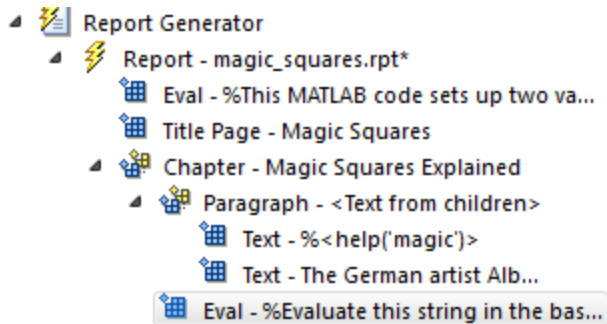 Report Generator
Report - magic_squares.rpt*
Eval - %This MATLAB code sets up two va...
Title Page - Magic Squares
Chapter - Magic Squares Explained
Paragraph - <Text from children>
Text - %<help('magic')>
Text - The German artist Alb...
Eval - %Evaluate this string in the bas...